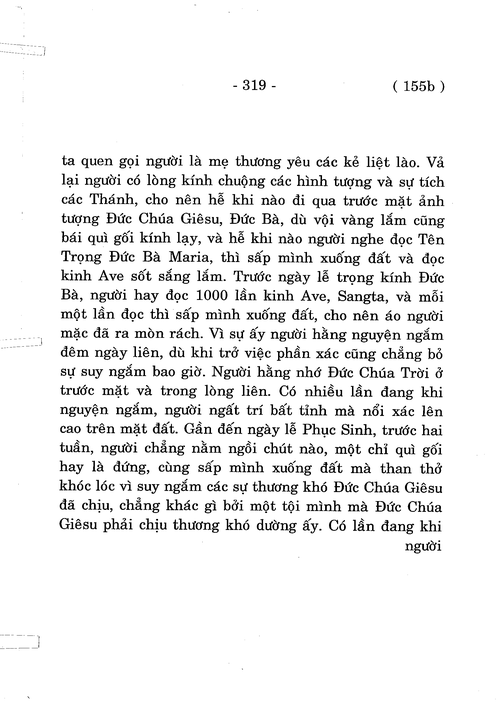 - 319 - ( 155b )
ta quen gọi người là mẹ thương yêu các kẻ liệt lào. Vả
lại người có lòng kính chuộng các hình tượng và sự tích
các Thánh, cho nên hễ khi nào đi qua trước mặt ảnh
tượng Đức Chúa Giêsu, Đức Bà, dù vội vàng lắm cũng
bái quì gối kính lạy, và hễ khi nào người nghe đọc Tên
Trọng Đức Bà Maria, thì sấp mình xuống đất và đọc
kinh Ave sốt sắng lắm. Trước ngày lễ trọng kính Đức
Bà, người hay đọc 1000 lần kinh Ave, Sangta, và mỗi
một lần đọc thì sấp mình xuống đất, cho nên áo người
mặc đã ra mòn rách. Vì sự ấy người hằng nguyện ngắm
đêm ngày liên, dù khi trở việc phần xác cũng chẳng bỏ
sự suy ngắm bao giờ. Người hằng nhớ Đức Chúa Trời ở
trước mặt và trong lòng liên. Có nhiều lần đang khi
nguyện ngắm, người ngất trí bất tỉnh mà nổi xác lên
cao trên mặt đất. Gần đến ngày lễ Phục Sinh, trước hai
tuần, người chẳng nằm ngồi chút nào, một chỉ quì gối
hay là đứng, cùng sấp mình xuống đất mà than thở
khóc lóc vì suy ngắm các sự thương khó Đức Chúa Giêsu
đã chịu, chẳng khác gì bởi một tội mình mà Đức Chúa
Giêsu phải chịu thương khó dường ấy. Có lần đang khi
người